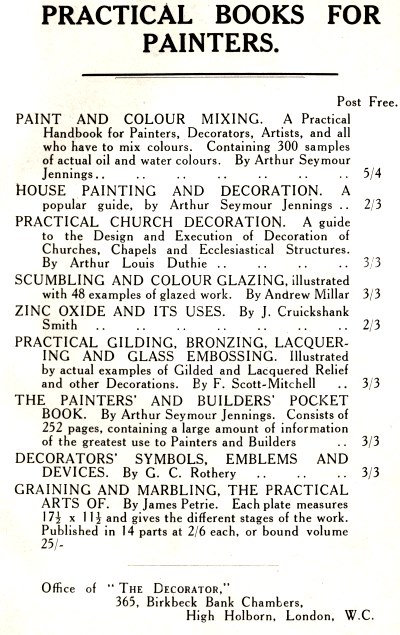 PRACTICAL BOOKS FOR
PAINTERS.
Post Free.
PAINT AND COLOUR MIXING. A Practical
Handbook for Painters, Decorators, Artists, and all
who have to mix colours. Containing 300 samples
of actual oil and water colours. By Arthur Seymour
Jennings.. .. .. .. .. .. .. 5/4
HOUSE PAINTING AND DECORATION. A
popular guide, by Arthur Seymour Jennings .. 2/3
PRACTICAL CHURCH DECORATION. A guide
to the Design and Execution of Decoration of
Churches, Chapels and Ecclesiastical Structures.
By Arthur Louis Duthie .. .. .. .. 3/3
SCUMBLING AND COLOUR GLAZING, illustrated
with 48 examples of glazed work. By Andrew Millar 3/3
ZINC OXIDE AND ITS USES. By J. Cruickshank
Smith .. .. .. .. .. .. .. 2/3
PRACTICAL GILDING, BRONZING, LACQUER-
ING AND GLASS EMBOSSING. Illustrated
by actual examples of Gilded and Lacquered Relief
and other Decorations. By F. Scott-Mitchell .. 3/3
THE PAINTERS' AND BUILDERS' POCKET
BOOK. By Arthur Seymour Jennings. Consists of
252 pages, containing a large amount of information
of the greatest use to Painters and Builders .. 3/3
DECORATORS' SYMBOLS, EMBLEMS AND
DEVICES. By G. C. Rothery .. .. .. 3/3
GRAINING AND MARBLING, THE PRACTICAL
ARTS OF. By James Petrie. Each plate measures
17½ x 11½ and gives the different stages of the work.
Published in 14 parts at 2/6 each, or bound volume
25/-
Office of "THE DECORATOR,"
365, Birkbeck Bank Chambers,
High Holborn, London, W.C.